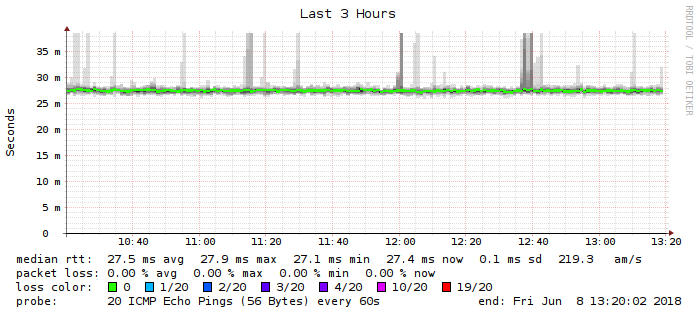 Last 3 Hours
RRDTOOL / TOBI OETIKER
Seconds
35 m
30 m
25 m
20 m
15 m
10 m
5 m
0
10:40 11:00 11:20 11:40 12:00 12:20 12:40 13:00 13:20
median rtt: 27.5 ms avg 27.9 ms max 27.1 ms min 27.4 ms now 0.1 ms sd 219.3 am/s
packet loss: 0.00 % avg 0.00 % max 0.00 % min 0.00 % now
loss color: 0 1/20 2/20 3/20 4/20 10/20 19/20
probe: 20 ICMP Echo Pings (56 Bytes) every 60s end: Fri Jun 8 13:20:02 2018